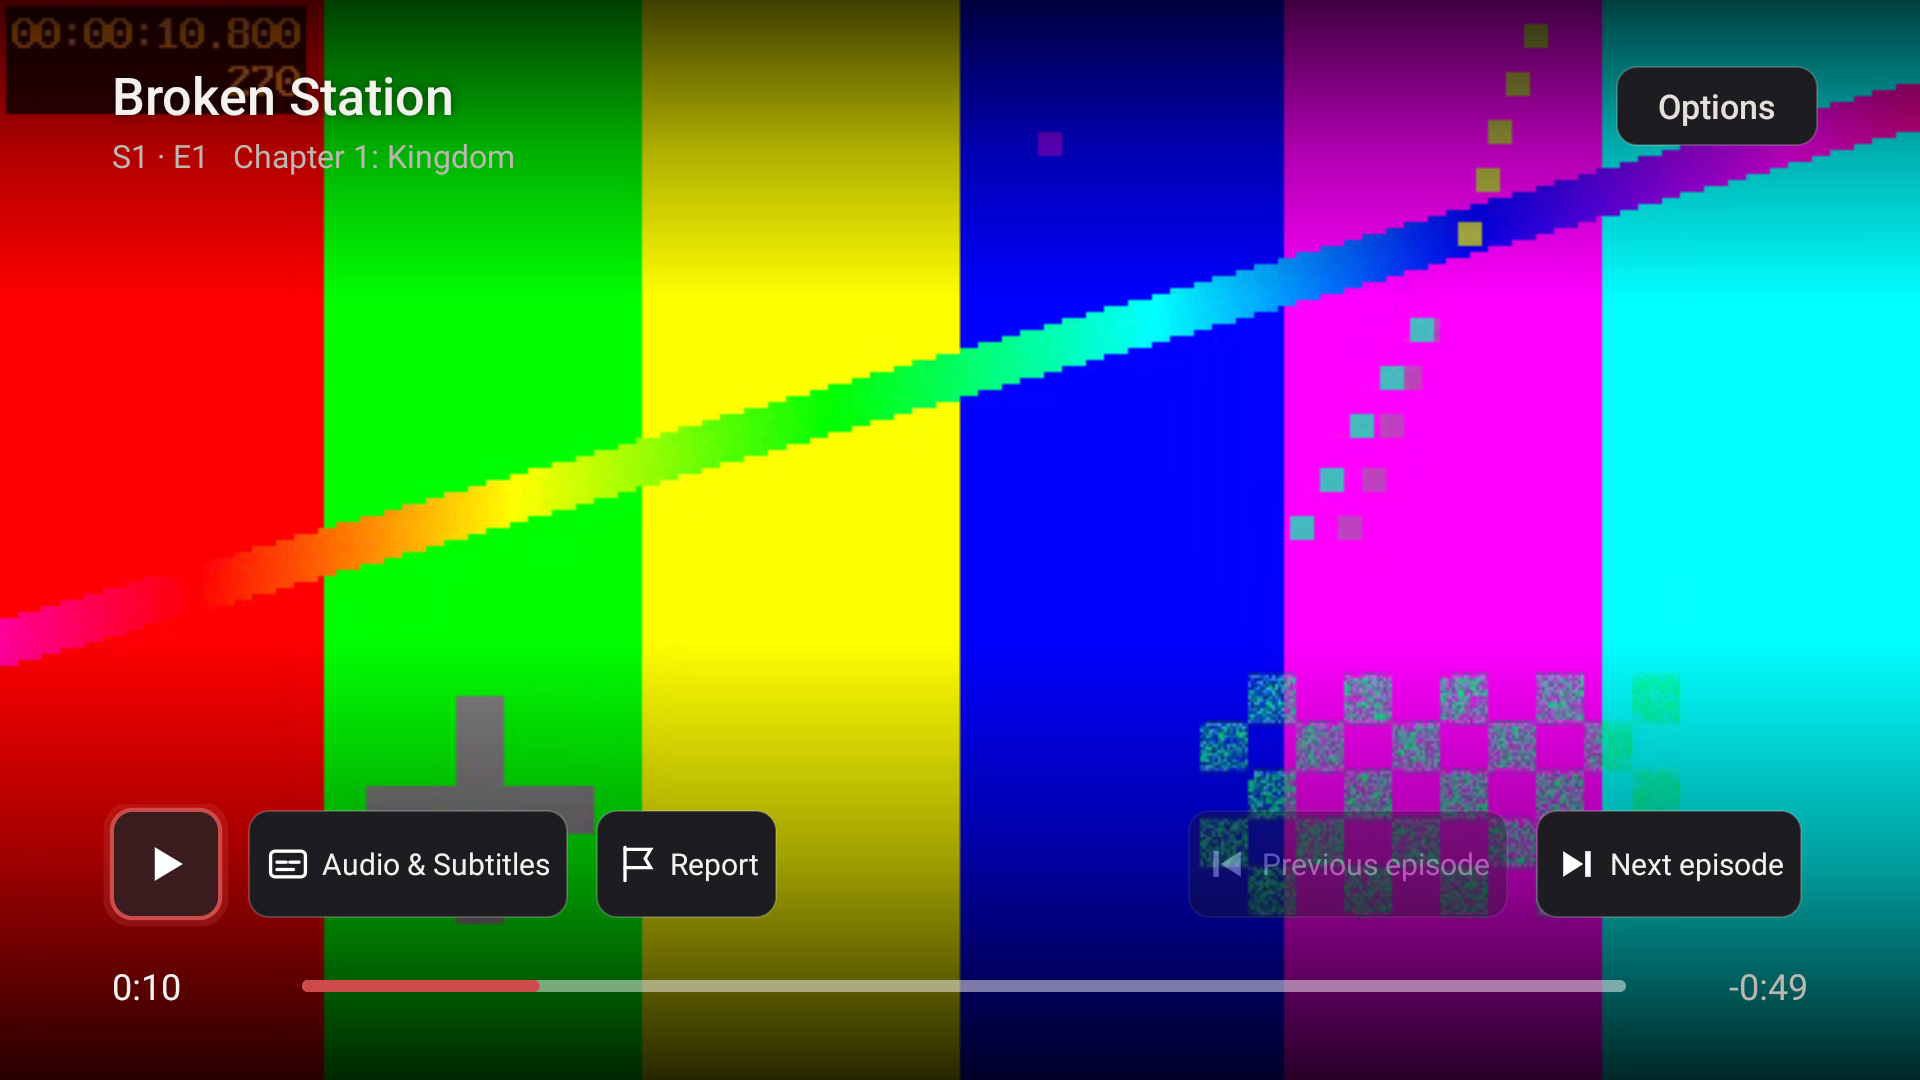 00:00:10.800
270
Broken Station
S1 · E1 Chapter 1: Kingdom
Options
Audio & Subtitles
Report
Previous episode
Next episode
0:10
-0:49